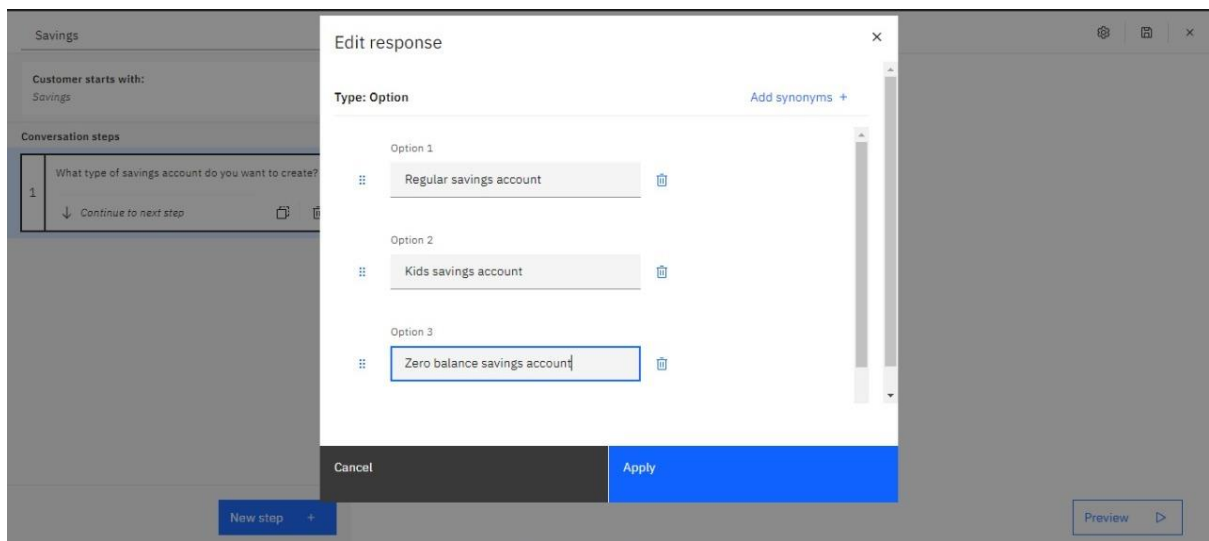 Savings
Customer starts with:
Savings
Conversation steps
1
What type of savings account do you want to create?
Continue to next step
New step +
Edit response
Type: Option
Add synonyms +
Option 1
Regular savings account
Option 2
Kids savings account
Option 3
Zero balance savings account
Cancel
Apply
Preview